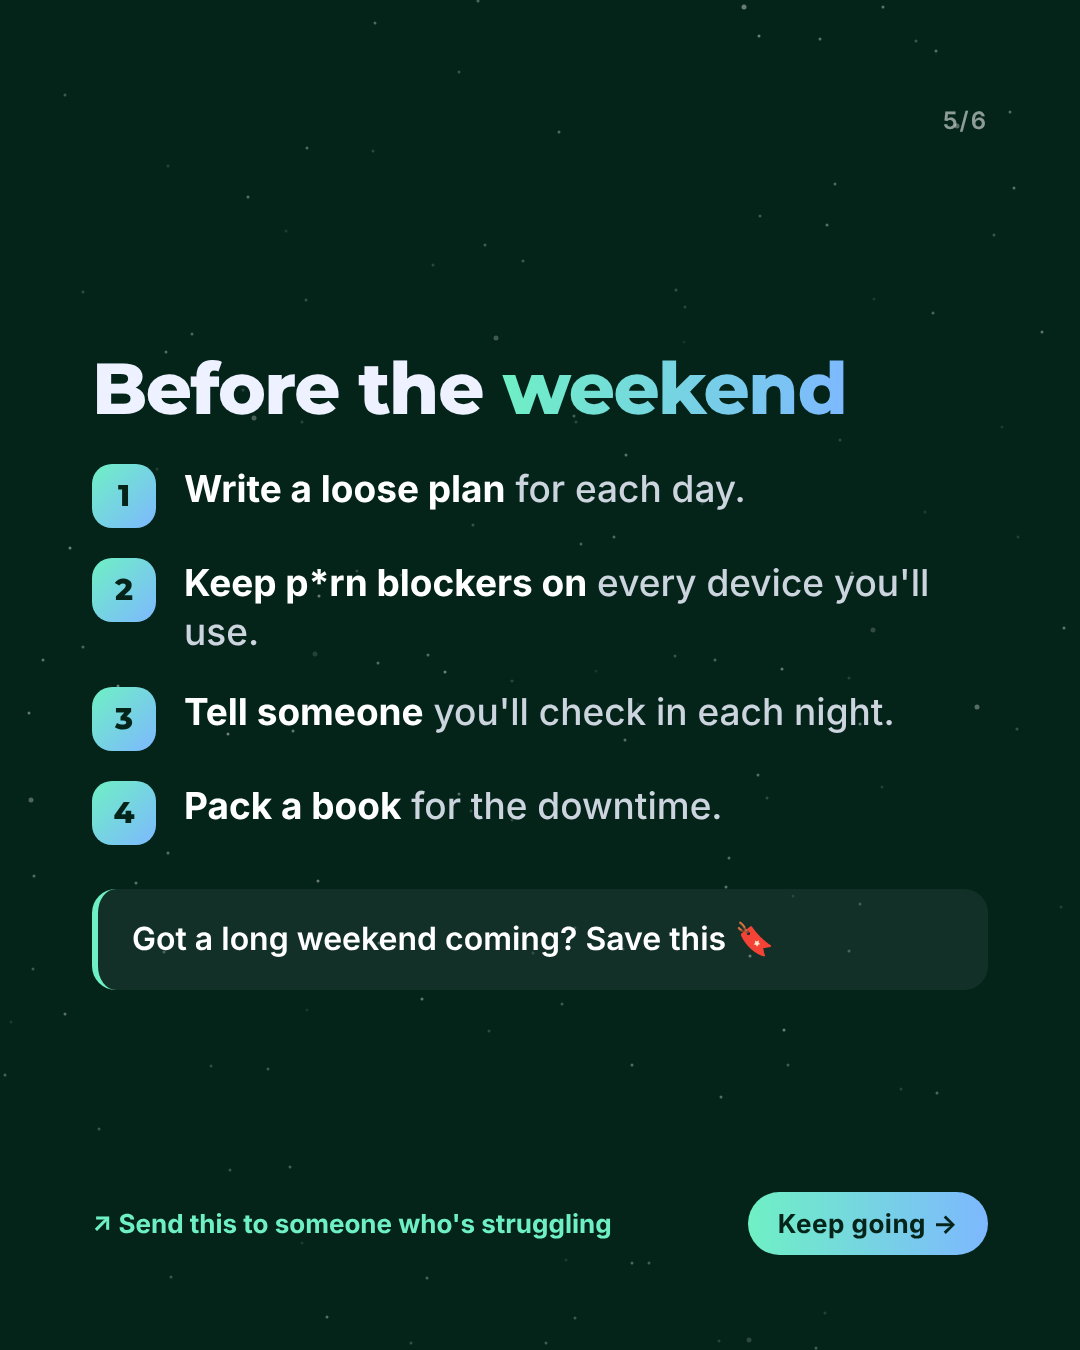 5/6
Before the weekend
1 Write a loose plan for each day.
2 Keep p*rn blockers on every device you'll
use.
3 Tell someone you'll check in each night.
4 Pack a book for the downtime.
Got a long weekend coming? Save this 🔖
↗ Send this to someone who's struggling
Keep going →